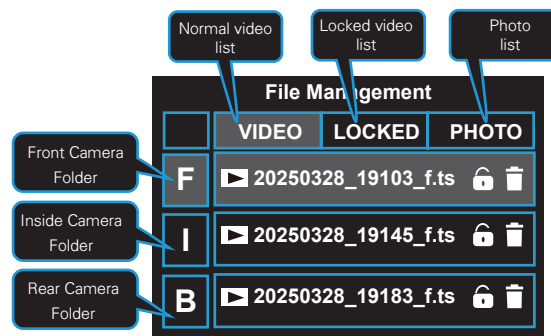 Normal video
list
Locked video
list
Photo
list
File Management
VIDEO LOCKED PHOTO
Front Camera
Folder
F 20250328_19103_f.ts
Inside Camera
Folder
I 20250328_19145_f.ts
Rear Camera
Folder
B 20250328_19183_f.ts